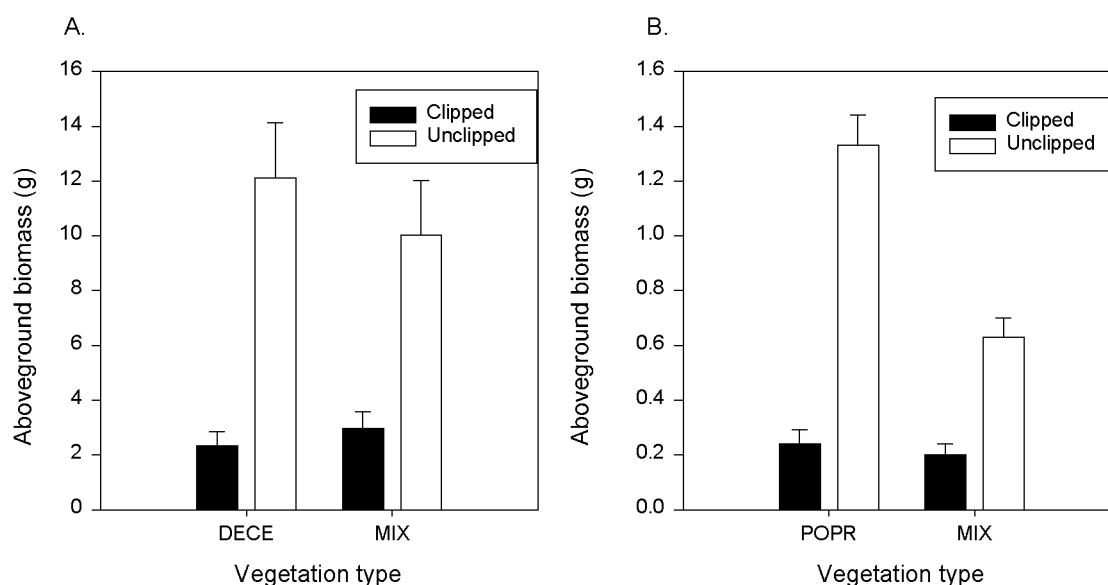 A.
Aboveground biomass (g)
16
14
12
10
8
6
4
2
0
Clipped
Unclipped
DECE
MIX
Vegetation type
B.
Aboveground biomass (g)
1.6
1.4
1.2
1.0
0.8
0.6
0.4
0.2
0.0
Clipped
Unclipped
POPR
MIX
Vegetation type